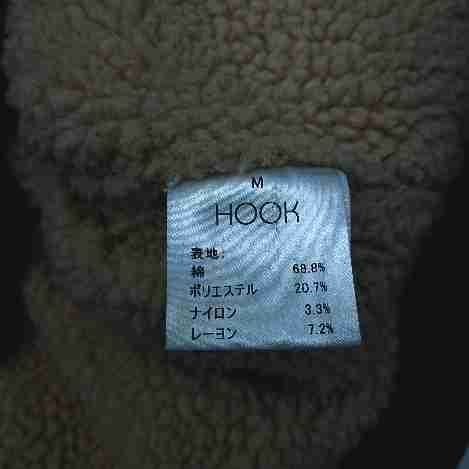 M
HOOK
表地:
綿 68.8%
ポリエステル 20.7%
ナイロン 3.3%
レーヨン 7.2%